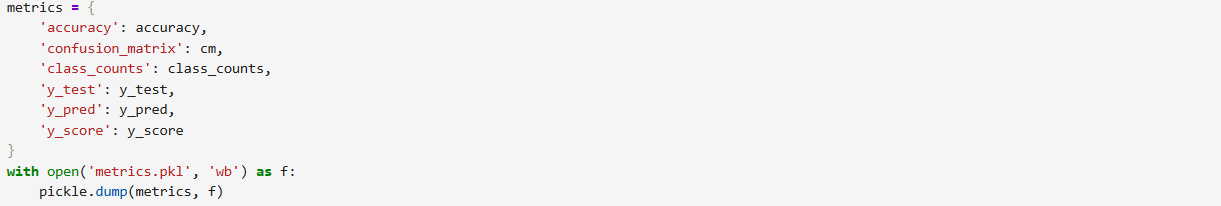 metrics = {
    'accuracy': accuracy,
    'confusion_matrix': cm,
    'class_counts': class_counts,
    'y_test': y_test,
    'y_pred': y_pred,
    'y_score': y_score
}
with open('metrics.pkl', 'wb') as f:
    pickle.dump(metrics, f)